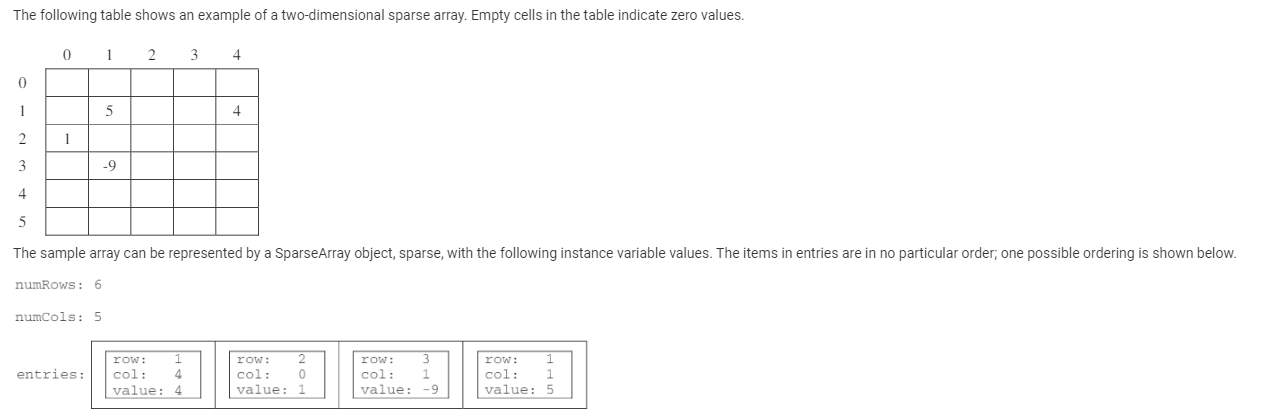 The following table shows an example of a two-dimensional sparse array. Empty cells in the table indicate zero values.
0 1 2 3 4
0
1 5 4
2 1
3 -9
4
5
The sample array can be represented by a SparseArray object, sparse, with the following instance variable values. The items in entries are in no particular order; one possible ordering is shown below.
numRows: 6
numCols: 5
row: 1 row: 2 row: 3 row: 1
entries: col: 4 col: 0 col: 1 col: 1
value: 4 value: 1 value: -9 value: 5